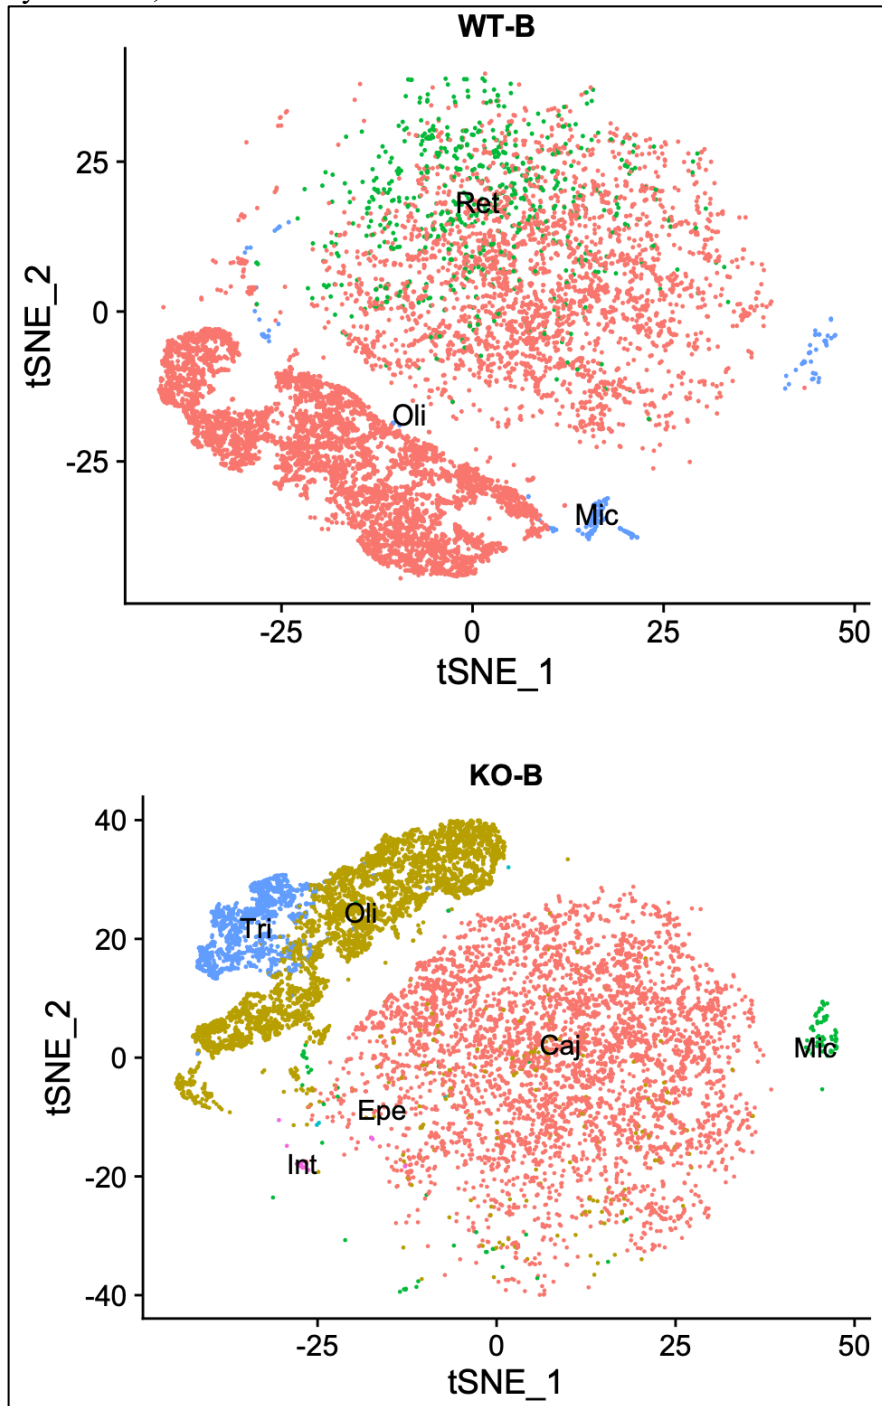 WT-B
25
Ret
0
Oli
-25
Mic
-25
0
25
50
tSNE_1
tSNE_2
KO-B
40
Oli
Tri
20
Caj
Mic
0
Epe
Int
-20
-40
-25
0
25
50
tSNE_1
tSNE_2